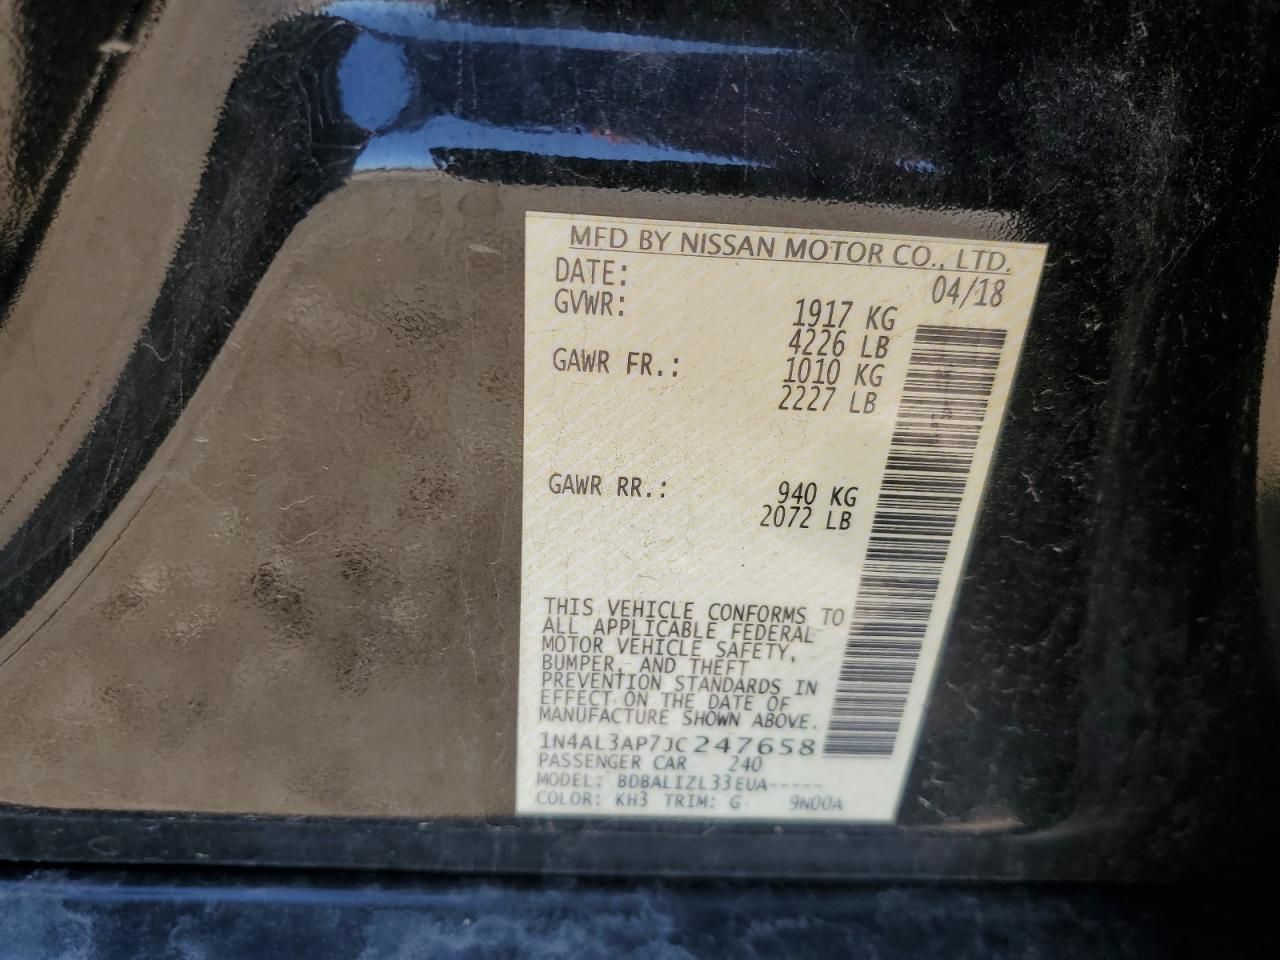 MFD BY NISSAN MOTOR CO., LTD.
DATE: 04/18
GVWR: 1917 KG
4226 LB
GAWR FR.: 1010 KG
2227 LB
GAWR RR.: 940 KG
2072 LB
THIS VEHICLE CONFORMS TO
ALL APPLICABLE FEDERAL
MOTOR VEHICLE SAFETY,
BUMPER, AND THEFT
PREVENTION STANDARDS IN
EFFECT ON THE DATE OF
MANUFACTURE SHOWN ABOVE.
1N4AL3AP7JC247658
PASSENGER CAR 240
MODEL: BDBALIZL33EUA-----
COLOR: KH3 TRIM: G 9N00A